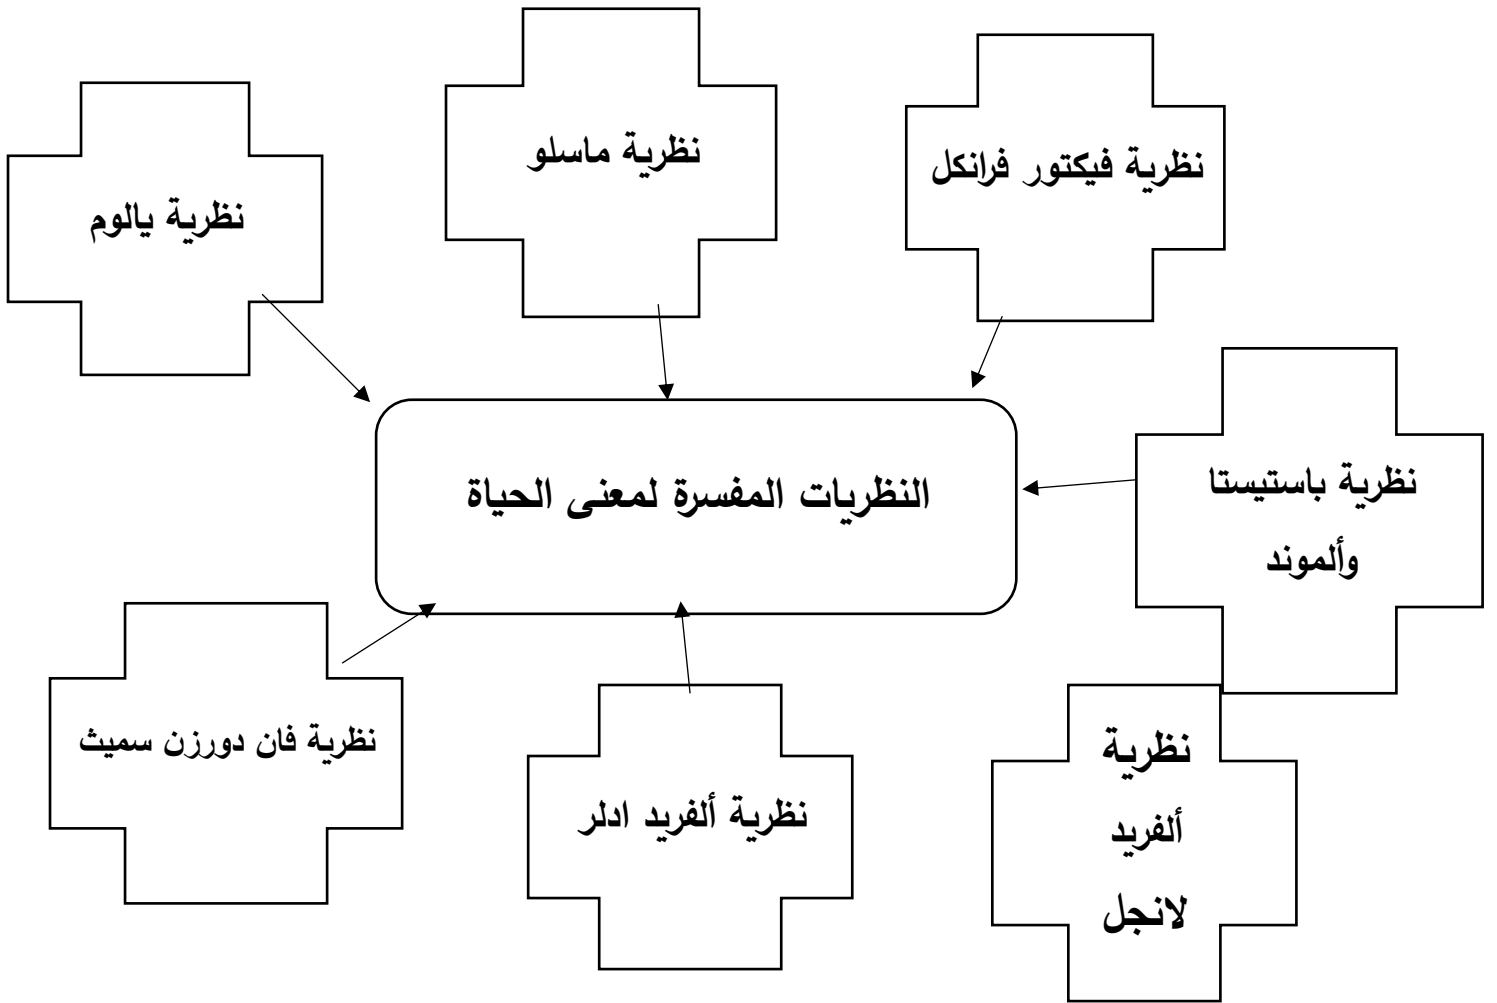 نظرية فيكتور فرانكل
نظرية ماسلو
نظرية يالوم
النظريات المفسرة لمعنى الحياة
نظرية باستيستا
وألموند
نظرية
ألفريد
لانجل
نظرية ألفريد ادلر
نظرية فان دورزن سميث